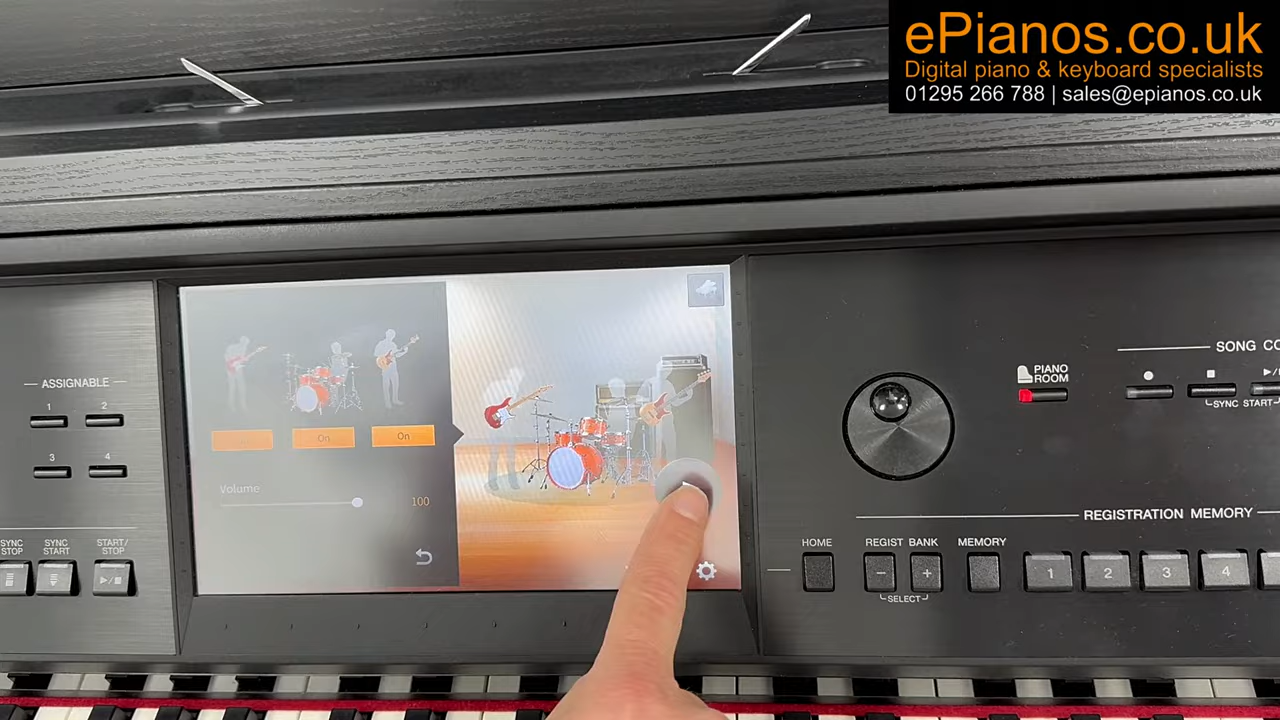 ePianos.co.uk
Digital piano & keyboard specialists
01295 266 788 | sales@epianos.co.uk
ASSIGNABLE
1 2
3 4
SYNC STOP
SYNC START
START/STOP
On
On
Volume
100
PIANO ROOM
SONG CO
SYNC START
REGISTRATION MEMORY
HOME
REGIST BANK
MEMORY
- +
SELECT
1 2 3 4